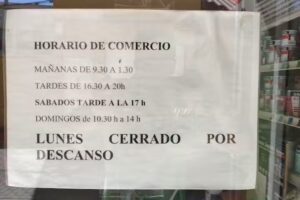 HORARIO DE COMERCIO
MAÑANAS DE 9.30 A 1.30
TARDES DE 16.30 A 20h
SABADOS TARDE A LA 17 h
DOMINGOS de 10.30 h a 14 h
LUNES CERRADO POR
DESCANSO